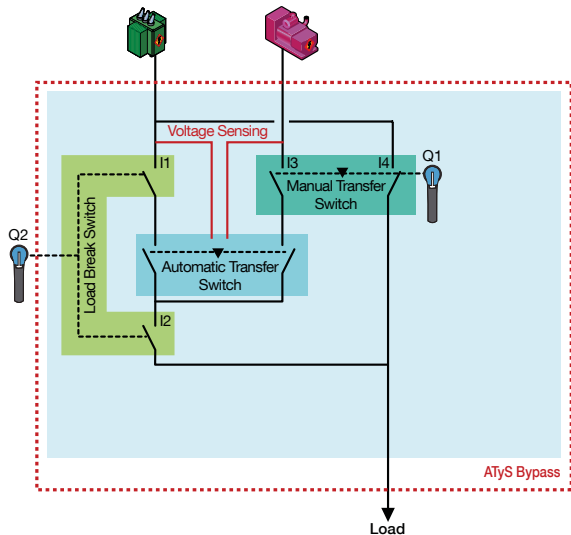 Voltage Sensing
I1
I3
I4
Q1
Manual Transfer
Switch
Q2
Load Break Switch
Automatic Transfer
Switch
I2
ATyS Bypass
Load